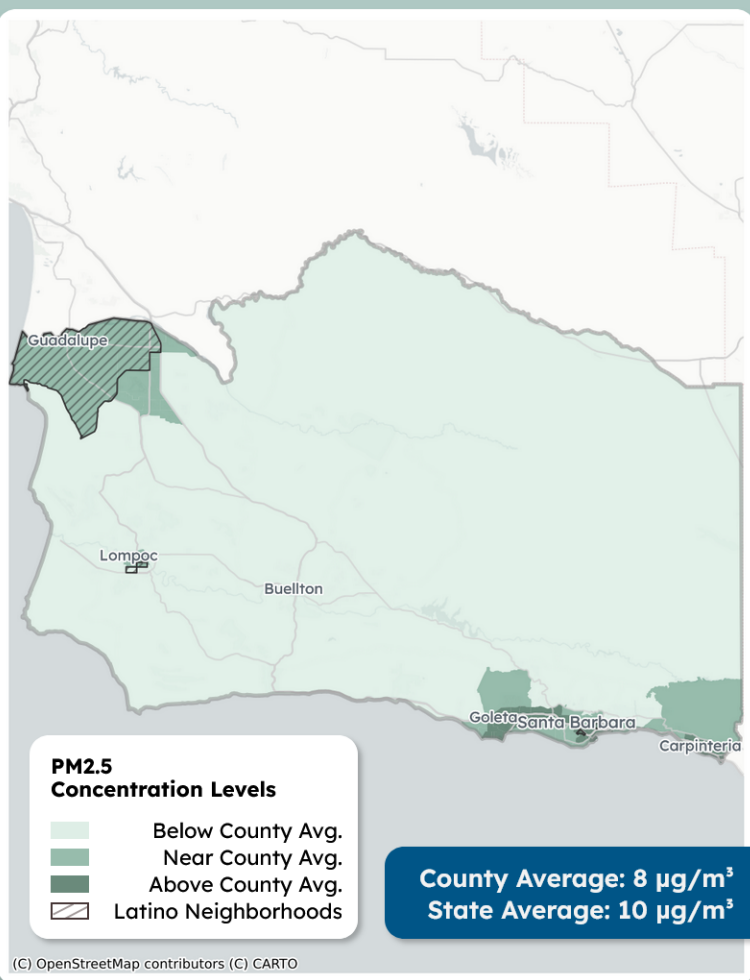 Guadalupe
Lompoc
Buellton
Goleta
Santa Barbara
Carpinteria
PM2.5
Concentration Levels
Below County Avg.
Near County Avg.
Above County Avg.
Latino Neighborhoods
County Average: 8 µg/m³
State Average: 10 µg/m³
(C) OpenStreetMap contributors (C) CARTO